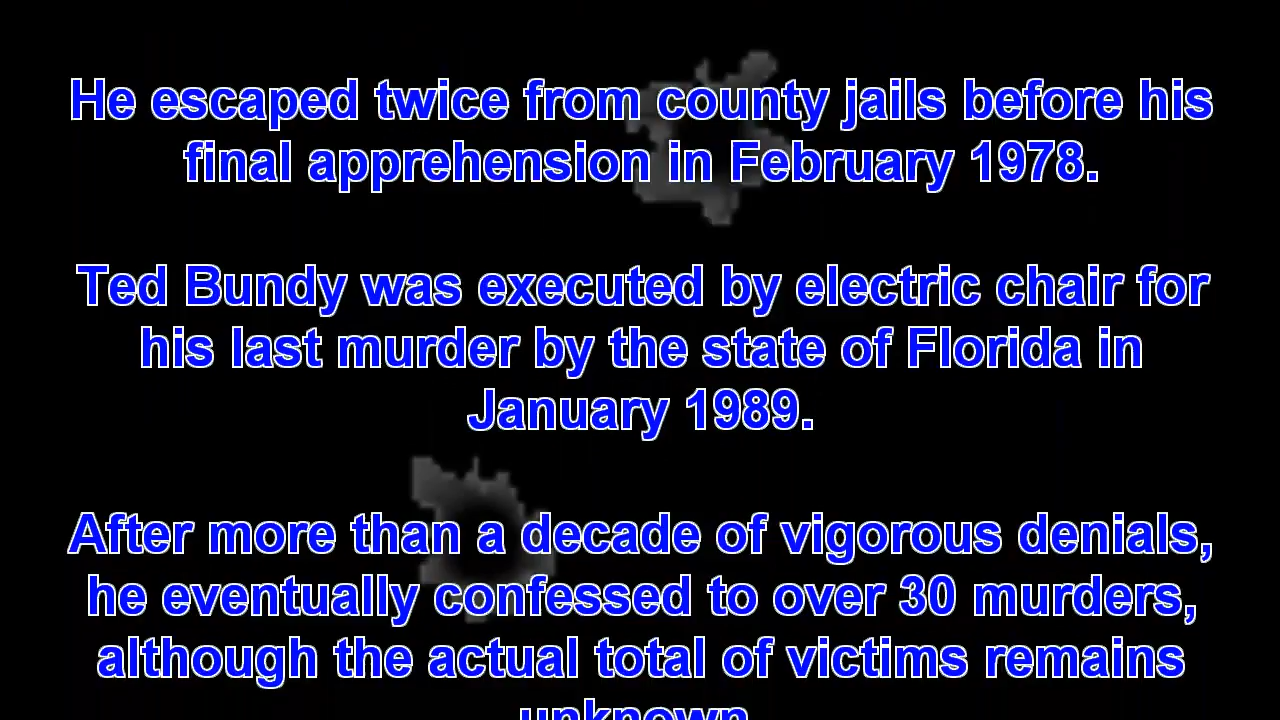 He escaped twice from county jails before his
final apprehension in February 1978.
Ted Bundy was executed by electric chair for
his last murder by the state of Florida in
January 1989.
After more than a decade of vigorous denials,
he eventually confessed to over 30 murders,
although the actual total of victims remains
unknown